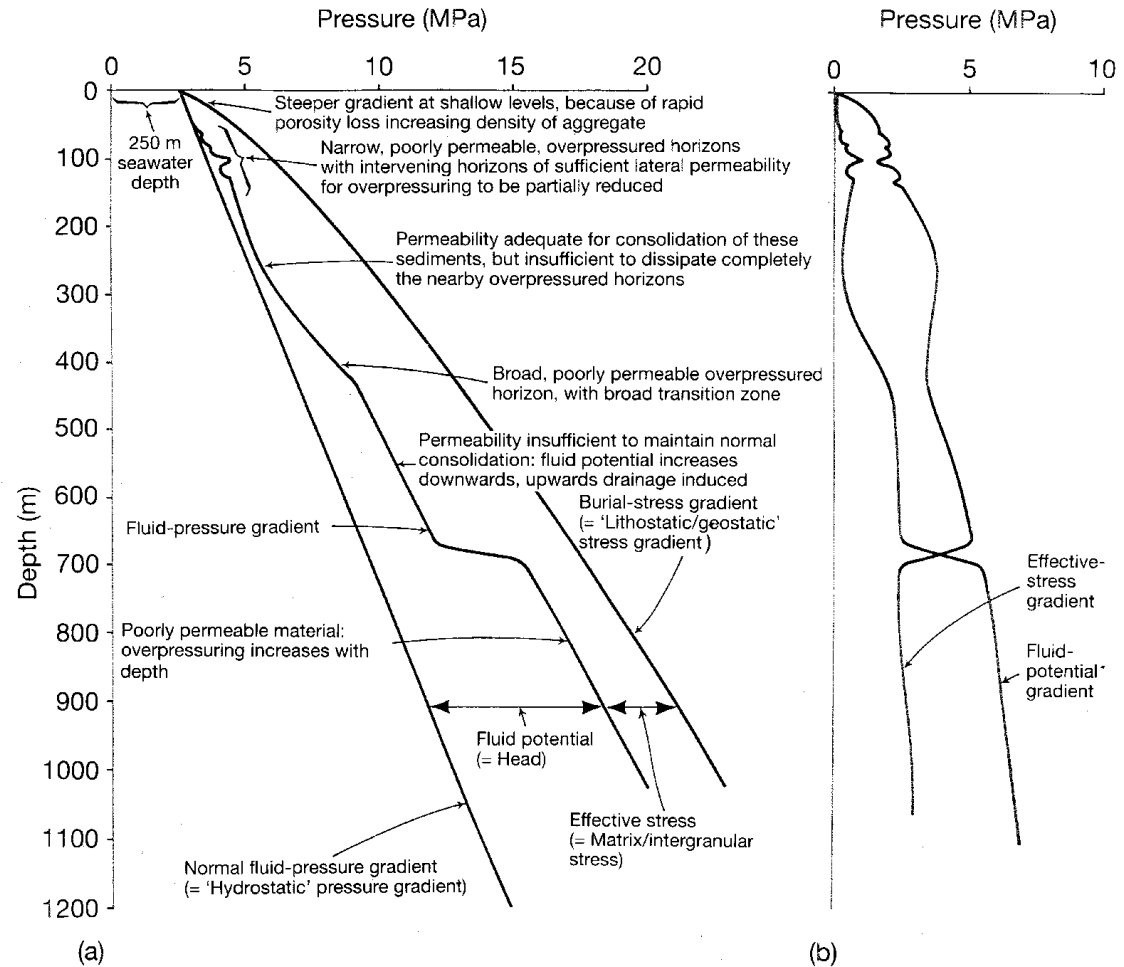 Pressure (MPa)
0 5 10 15 20
0
100
200
300
400
500
600
700
800
900
1000
1100
1200
Depth (m)
250 m
seawater
depth
Steeper gradient at shallow levels, because of rapid
porosity loss increasing density of aggregate
Narrow, poorly permeable, overpressured horizons
with intervening horizons of sufficient lateral permeability
for overpressuring to be partially reduced
Permeability adequate for consolidation of these
sediments, but insufficient to dissipate completely
the nearby overpressured horizons
Broad, poorly permeable overpressured
horizon, with broad transition zone
Permeability insufficient to maintain normal
consolidation: fluid potential increases
downwards, upwards drainage induced
Burial-stress gradient
(= 'Lithostatic/geostatic'
stress gradient)
Fluid-pressure gradient
Poorly permeable material:
overpressuring increases with
depth
Fluid potential
(= Head)
Effective stress
(= Matrix/intergranular
stress)
Normal fluid-pressure gradient
(= 'Hydrostatic' pressure gradient)
(a)
Pressure (MPa)
0 5 10
Effective-
stress
gradient
Fluid-
potential
gradient
(b)